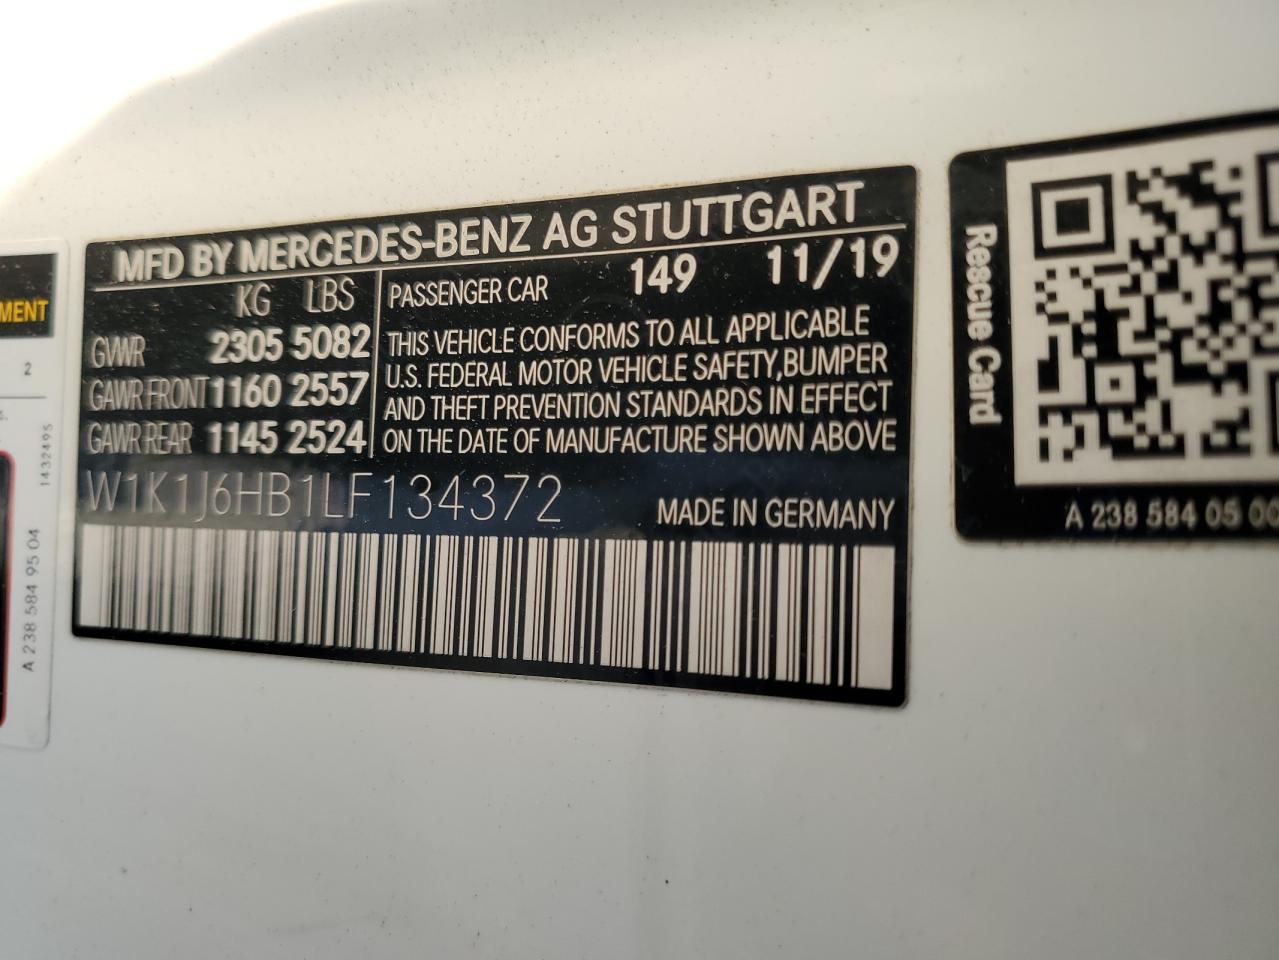 MENT
2
1432495
A 238 584 95 04
MFD BY MERCEDES-BENZ AG STUTTGART
KG LBS
GVWR 2305 5082
GAWR FRONT 1160 2557
GAWR REAR 1145 2524
PASSENGER CAR 149 11/19
THIS VEHICLE CONFORMS TO ALL APPLICABLE
U.S. FEDERAL MOTOR VEHICLE SAFETY, BUMPER
AND THEFT PREVENTION STANDARDS IN EFFECT
ON THE DATE OF MANUFACTURE SHOWN ABOVE
W1K1J6HB1LF134372
MADE IN GERMANY
Rescue Card
A 238 584 05 00